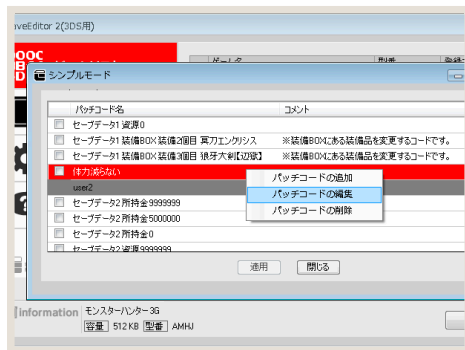 aveEditor 2(3DS用)
ゲーム名 型番
シンプルモード
パッチコード名 コメント
セーブデータ1 資源0
セーブデータ1 装備BOX装備2個目 冥刀エンクリシス ※装備BOXにある装備品を変更するコードです。
セーブデータ1 装備BOX装備3個目 狼牙大剣【辺獄】 ※装備BOXにある装備品を変更するコードです。
体力減らない
user2
セーブデータ2 所持金9999999
セーブデータ2 所持金5000000
セーブデータ2 所持金0
セーブデータ2 資源9999999
パッチコードの追加
パッチコードの編集
パッチコードの削除
適用 閉じる
Information モンスターハンター3G
容量 512 KB 型番 AMHJ